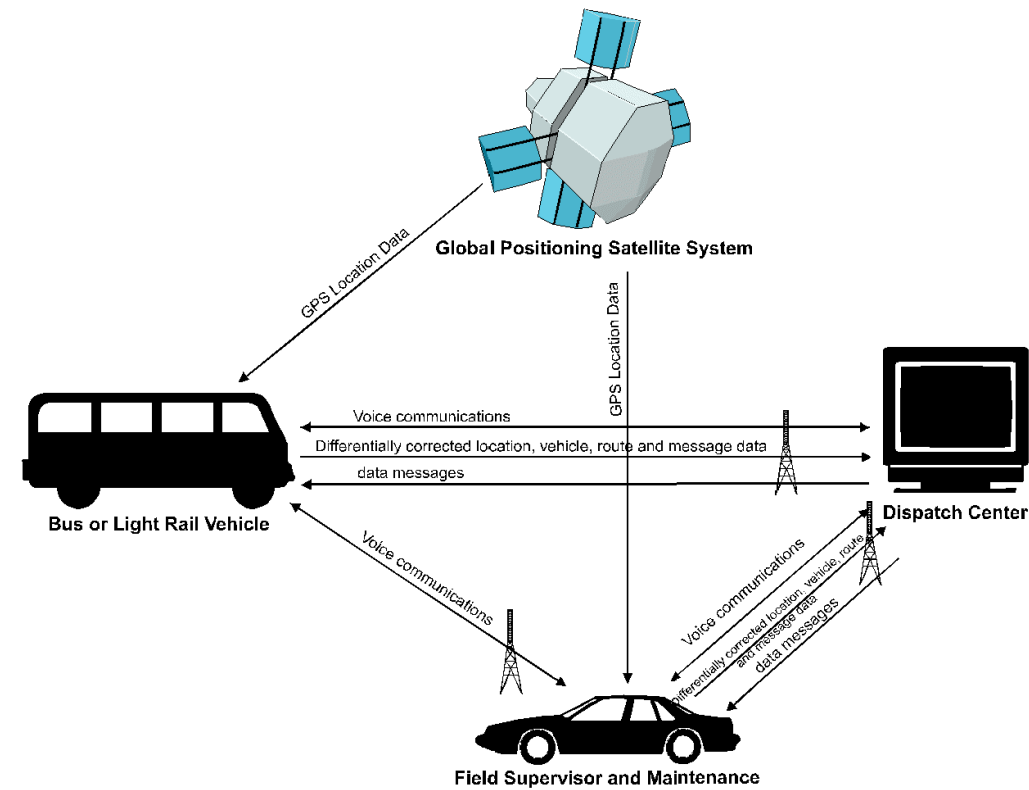 Global Positioning Satellite System
GPS Location Data
GPS Location Data
Voice communications
Differentially corrected location, vehicle, route and message data
data messages
Bus or Light Rail Vehicle
Dispatch Center
Voice communications
Voice communications
Differentially corrected location, vehicle, route
and message data
data messages
Field Supervisor and Maintenance